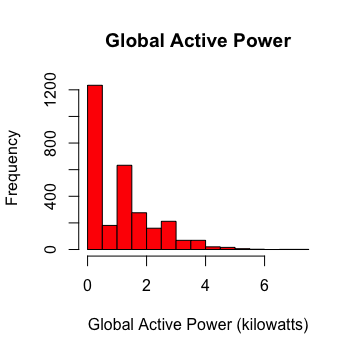 Global Active Power
Frequency
1200
800
400
0
0 2 4 6
Global Active Power (kilowatts)